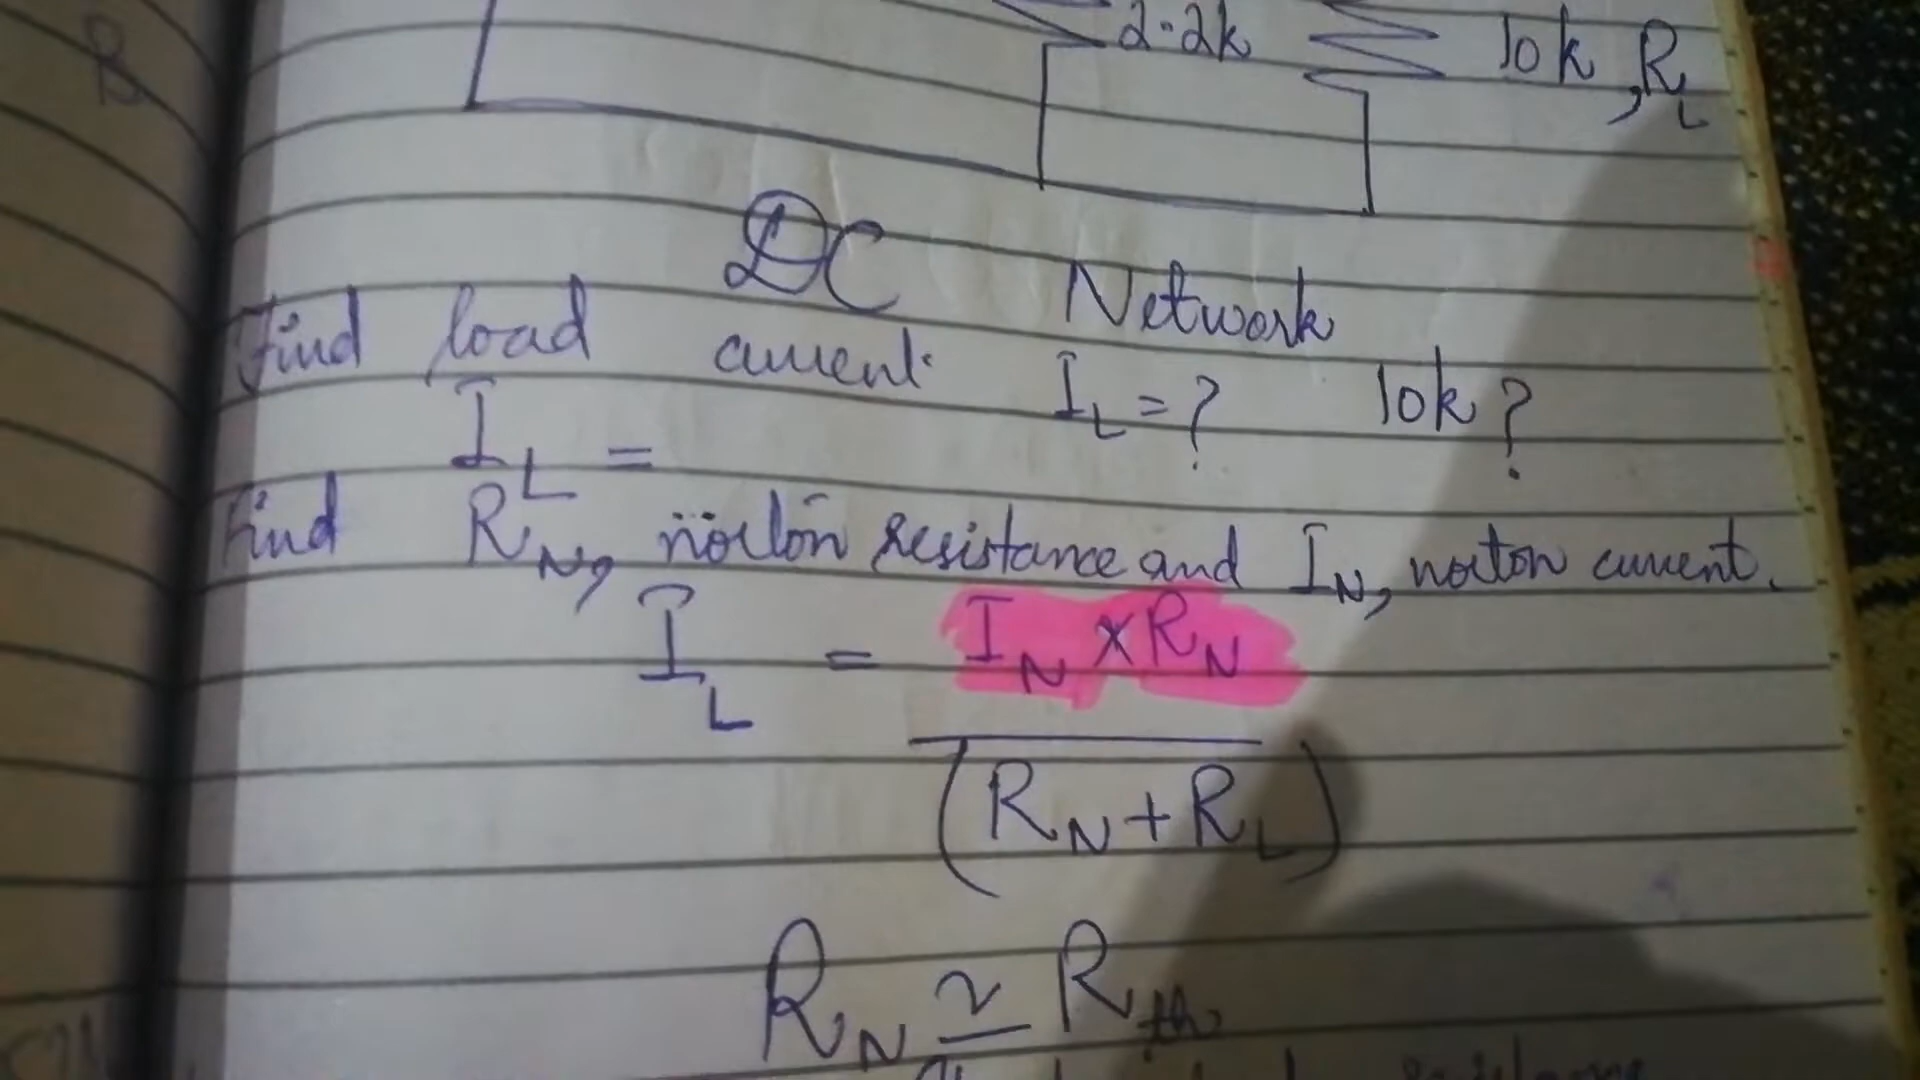 2.2k 10k, RL
DC Network
Find load current IL = ? 10k ?
IL =
Find RN, norton resistance and IN, norton current.
IL = IN × RN
(RN + RL)
RN ≃ Rth